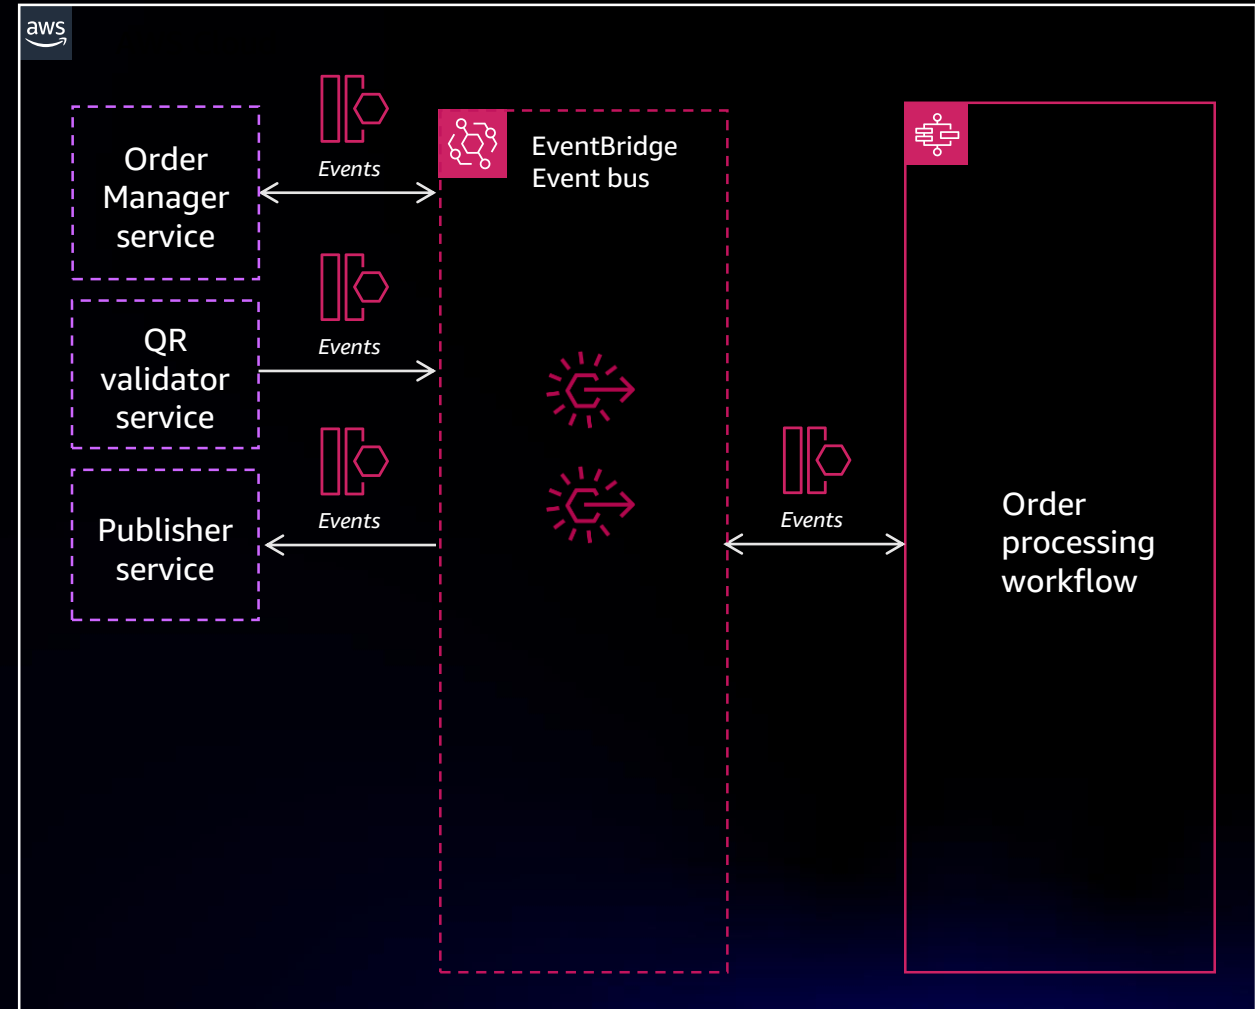 aws
Order
Manager
service
Events
EventBridge
Event bus
QR
validator
service
Events
Publisher
service
Events
Events
Order
processing
workflow